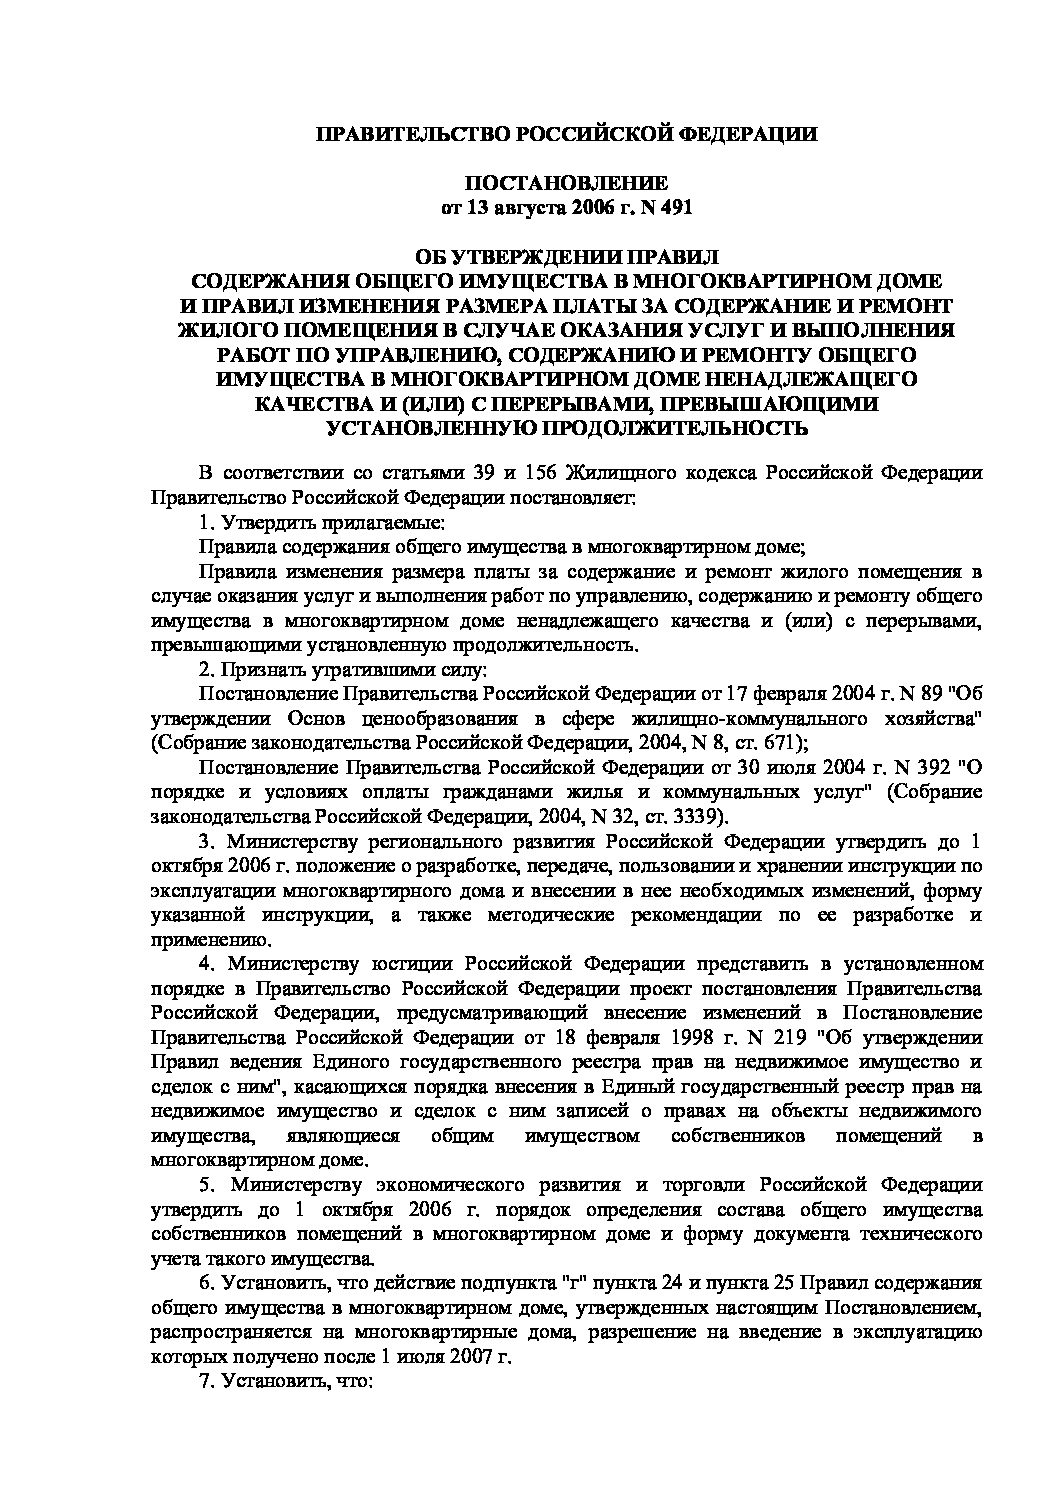 ПРАВИТЕЛЬСТВО РОССИЙСКОЙ ФЕДЕРАЦИИ
ПОСТАНОВЛЕНИЕ
от 13 августа 2006 г. N 491
ОБ УТВЕРЖДЕНИИ ПРАВИЛ
СОДЕРЖАНИЯ ОБЩЕГО ИМУЩЕСТВА В МНОГОКВАРТИРНОМ ДОМЕ
И ПРАВИЛ ИЗМЕНЕНИЯ РАЗМЕРА ПЛАТЫ ЗА СОДЕРЖАНИЕ И РЕМОНТ
ЖИЛОГО ПОМЕЩЕНИЯ В СЛУЧАЕ ОКАЗАНИЯ УСЛУГ И ВЫПОЛНЕНИЯ
РАБОТ ПО УПРАВЛЕНИЮ, СОДЕРЖАНИЮ И РЕМОНТУ ОБЩЕГО
ИМУЩЕСТВА В МНОГОКВАРТИРНОМ ДОМЕ НЕНАДЛЕЖАЩЕГО
КАЧЕСТВА И (ИЛИ) С ПЕРЕРЫВАМИ, ПРЕВЫШАЮЩИМИ
УСТАНОВЛЕННУЮ ПРОДОЛЖИТЕЛЬНОСТЬ
В соответствии со статьями 39 и 156 Жилищного кодекса Российской Федерации
Правительство Российской Федерации постановляет:
1. Утвердить прилагаемые:
Правила содержания общего имущества в многоквартирном доме;
Правила изменения размера платы за содержание и ремонт жилого помещения в
случае оказания услуг и выполнения работ по управлению, содержанию и ремонту общего
имущества в многоквартирном доме ненадлежащего качества и (или) с перерывами,
превышающими установленную продолжительность.
2. Признать утратившими силу:
Постановление Правительства Российской Федерации от 17 февраля 2004 г. N 89 "Об
утверждении Основ ценообразования в сфере жилищно-коммунального хозяйства"
(Собрание законодательства Российской Федерации, 2004, N 8, ст. 671);
Постановление Правительства Российской Федерации от 30 июля 2004 г. N 392 "О
порядке и условиях оплаты гражданами жилья и коммунальных услуг" (Собрание
законодательства Российской Федерации, 2004, N 32, ст. 3339).
3. Министерству регионального развития Российской Федерации утвердить до 1
октября 2006 г. положение о разработке, передаче, пользовании и хранении инструкции по
эксплуатации многоквартирного дома и внесении в нее необходимых изменений, форму
указанной инструкции, а также методические рекомендации по ее разработке и
применению.
4. Министерству юстиции Российской Федерации представить в установленном
порядке в Правительство Российской Федерации проект постановления Правительства
Российской Федерации, предусматривающий внесение изменений в Постановление
Правительства Российской Федерации от 18 февраля 1998 г. N 219 "Об утверждении
Правил ведения Единого государственного реестра прав на недвижимое имущество и
сделок с ним", касающихся порядка внесения в Единый государственный реестр прав на
недвижимое имущество и сделок с ним записей о правах на объекты недвижимого
имущества, являющиеся общим имуществом собственников помещений в
многоквартирном доме.
5. Министерству экономического развития и торговли Российской Федерации
утвердить до 1 октября 2006 г. порядок определения состава общего имущества
собственников помещений в многоквартирном доме и форму документа технического
учета такого имущества.
6. Установить, что действие подпункта "г" пункта 24 и пункта 25 Правил содержания
общего имущества в многоквартирном доме, утвержденных настоящим Постановлением,
распространяется на многоквартирные дома, разрешение на введение в эксплуатацию
которых получено после 1 июля 2007 г.
7. Установить, что: